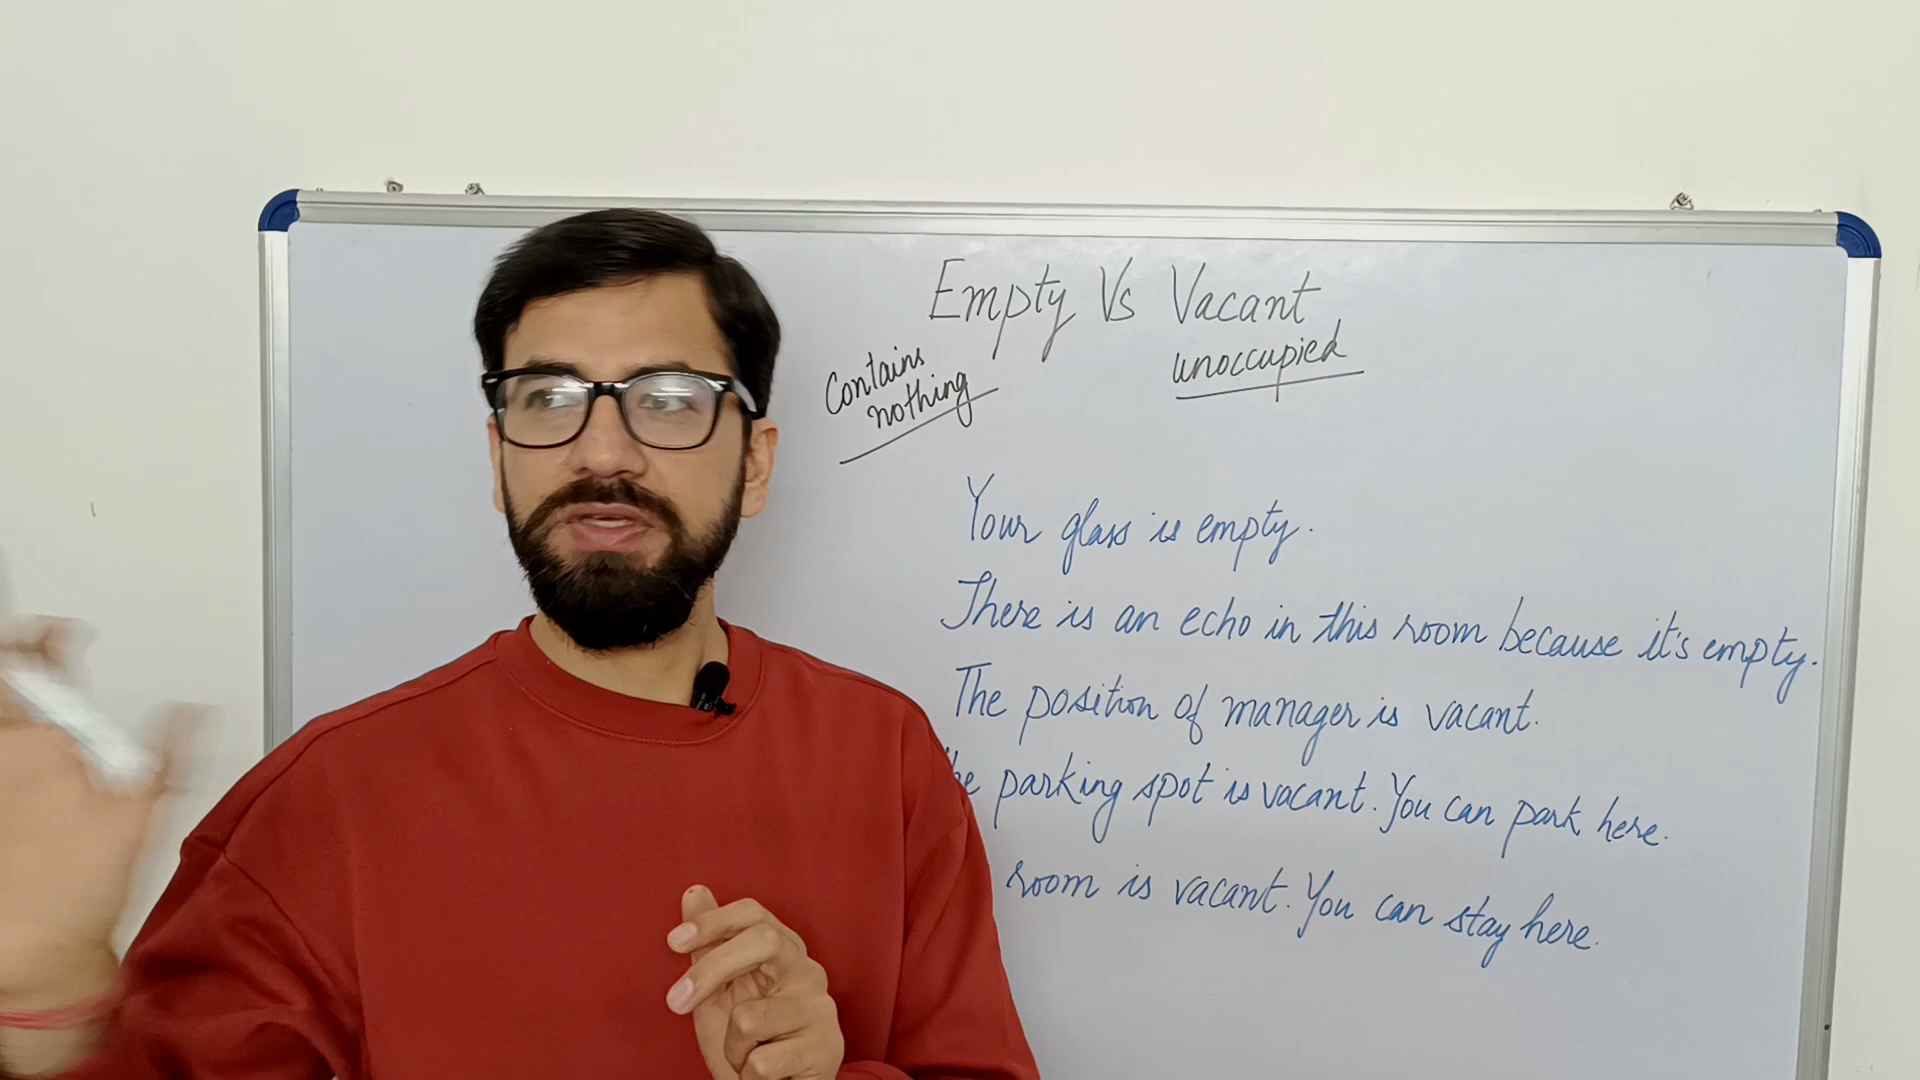 Empty Vs Vacant
Contains
nothing
unoccupied
Your glass is empty.
There is an echo in this room because it's empty.
The position of manager is vacant.
parking spot is vacant. You can park here.
room is vacant. You can stay here.